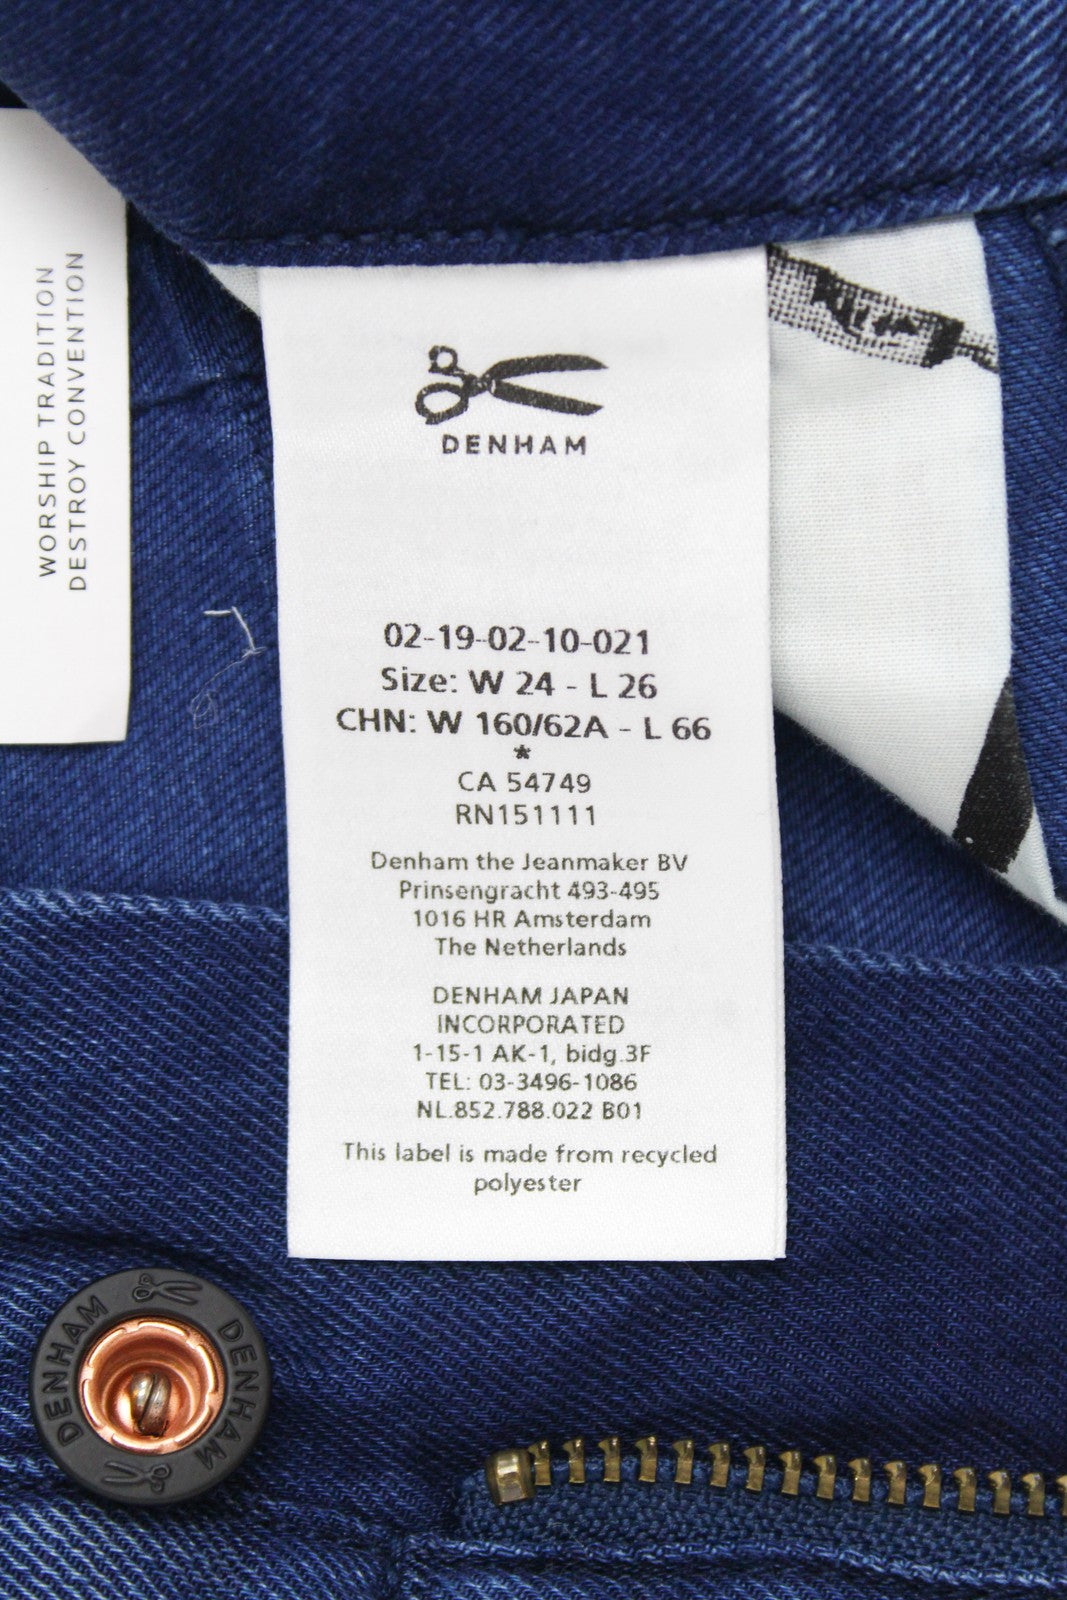 WORSHIP TRADITION
DESTROY CONVENTION
DENHAM
02-19-02-10-021
Size: W 24 - L 26
CHN: W 160/62A - L 66
*
CA 54749
RN151111
Denham the Jeanmaker BV
Prinsengracht 493-495
1016 HR Amsterdam
The Netherlands
DENHAM JAPAN
INCORPORATED
1-15-1 AK-1, bidg.3F
TEL: 03-3496-1086
NL.852.788.022 B01
This label is made from recycled
polyester
DENHAM
DENHAM